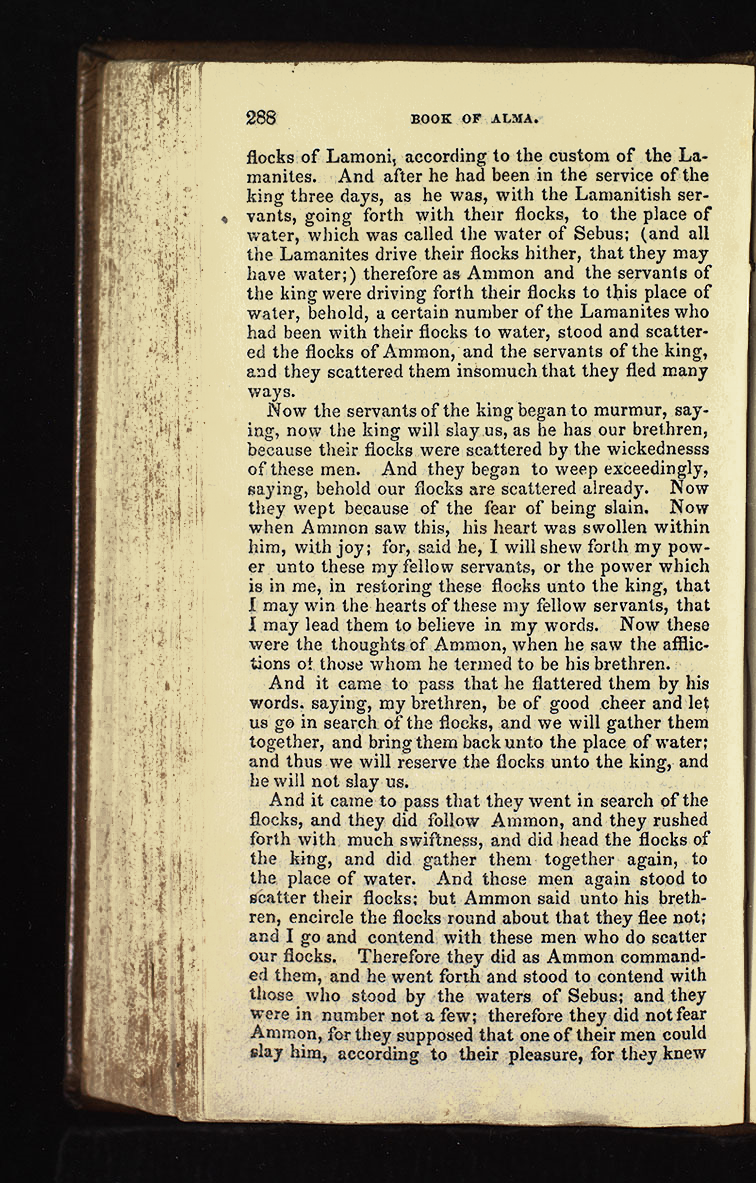 288 BOOK OF ALMA.
flocks of Lamoni, according to the custom of the La-
manites. And after he had been in the service of the
king three days, as he was, with the Lamanitish ser-
vants, going forth with their flocks, to the place of
water, which was called the water of Sebus; (and all
the Lamanites drive their flocks hither, that they may
have water;) therefore as Ammon and the servants of
the king were driving forth their flocks to this place of
water, behold, a certain number of the Lamanites who
had been with their flocks to water, stood and scatter-
ed the flocks of Ammon, and the servants of the king,
and they scattered them insomuch that they fled many
ways.
Now the servants of the king began to murmur, say-
ing, now the king will slay us, as he has our brethren,
because their flocks were scattered by the wickednesss
of these men. And they began to weep exceedingly,
saying, behold our flocks are scattered already. Now
they wept because of the fear of being slain. Now
when Ammon saw this, his heart was swollen within
him, with joy; for, said he, I will shew forth my pow-
er unto these my fellow servants, or the power which
is in me, in restoring these flocks unto the king, that
I may win the hearts of these my fellow servants, that
I may lead them to believe in my words. Now these
were the thoughts of Ammon, when he saw the afflic-
tions of those whom he termed to be his brethren.
And it came to pass that he flattered them by his
words. saying, my brethren, be of good cheer and let
us go in search of the flocks, and we will gather them
together, and bring them back unto the place of water;
and thus we will reserve the flocks unto the king, and
he will not slay us.
And it came to pass that they went in search of the
flocks, and they did follow Ammon, and they rushed
forth with much swiftness, and did head the flocks of
the king, and did gather them together again, to
the place of water. And those men again stood to
scatter their flocks; but Ammon said unto his breth-
ren, encircle the flocks round about that they flee not;
and I go and contend with these men who do scatter
our flocks. Therefore they did as Ammon command-
ed them, and he went forth and stood to contend with
those who stood by the waters of Sebus; and they
were in number not a few; therefore they did not fear
Ammon, for they supposed that one of their men could
slay him, according to their pleasure, for they knew